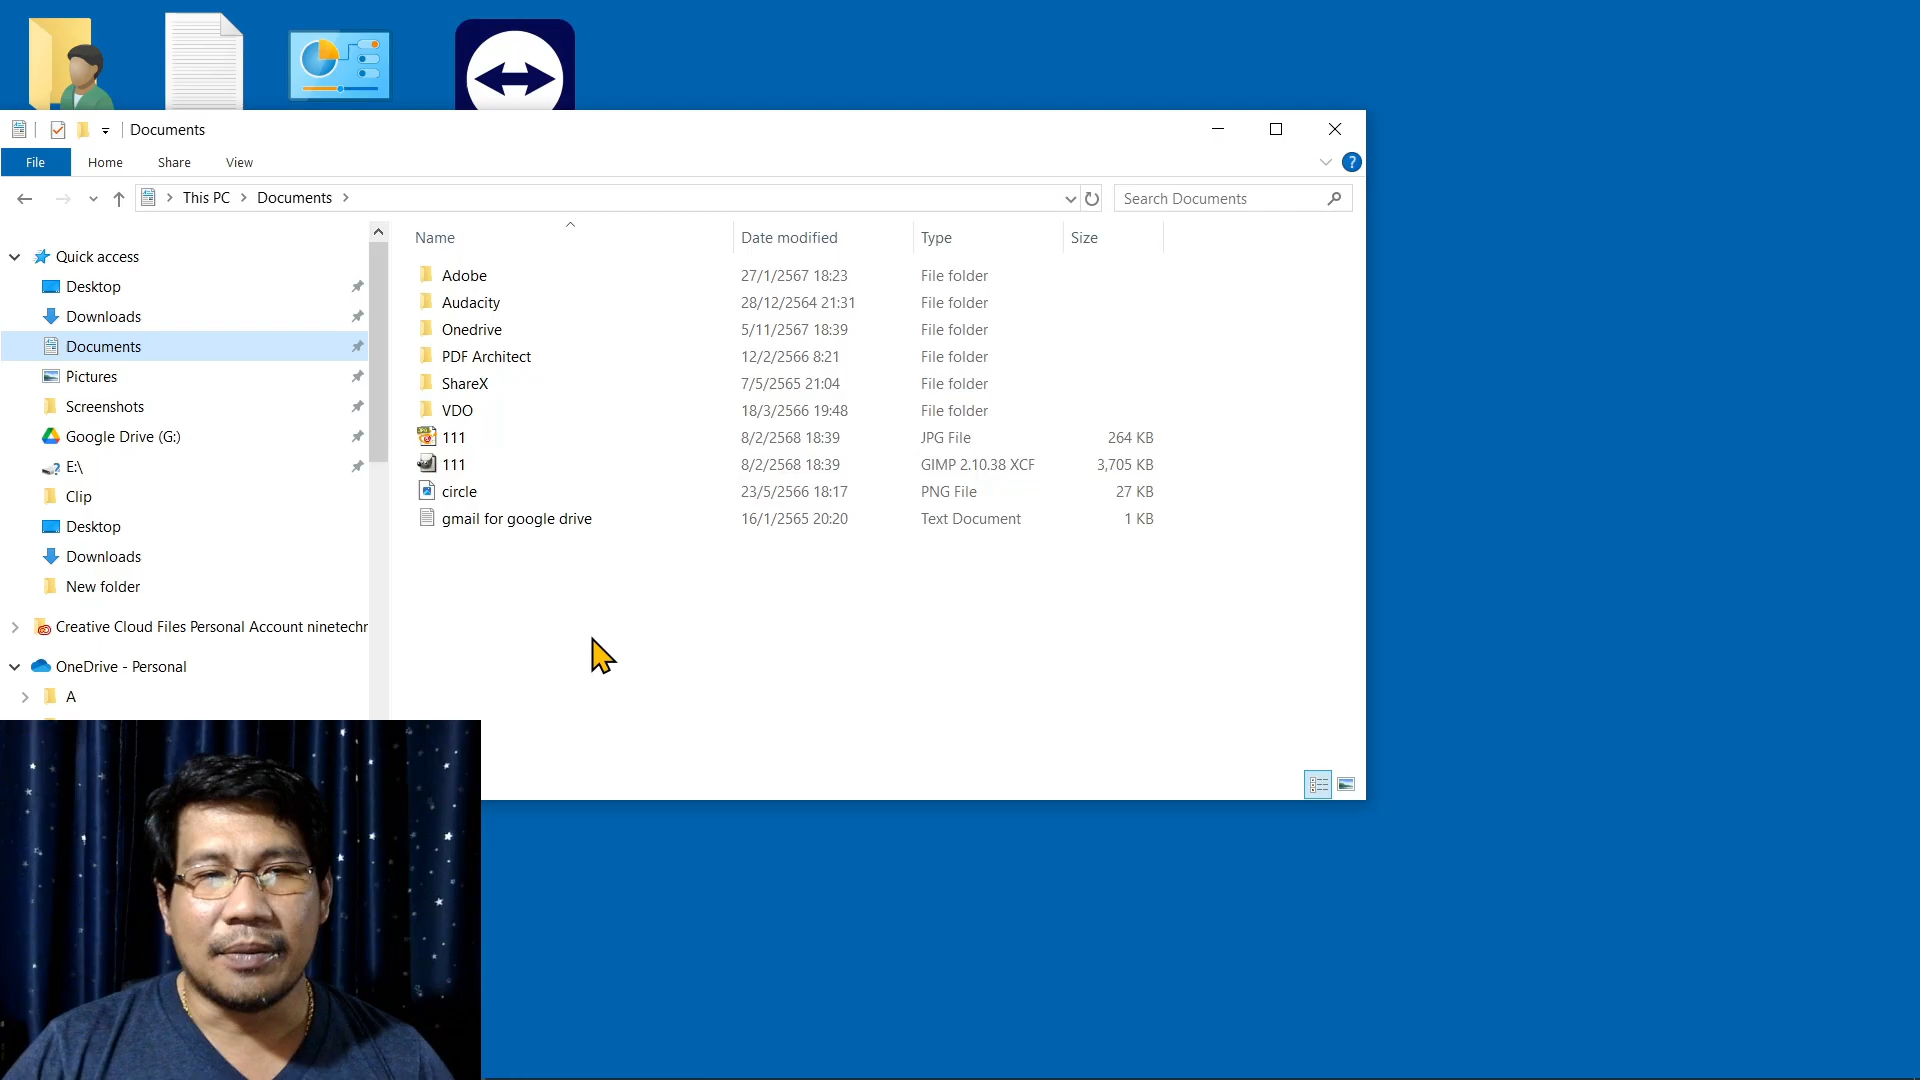 Documents
File Home Share View
This PC Documents
Search Documents
Name Date modified Type Size
Quick access
Desktop
Downloads
Documents
Pictures
Screenshots
Google Drive (G:)
E:\
Clip
Desktop
Downloads
New folder
Creative Cloud Files Personal Account ninetechr
OneDrive - Personal
A
Adobe 27/1/2567 18:23 File folder
Audacity 28/12/2564 21:31 File folder
Onedrive 5/11/2567 18:39 File folder
PDF Architect 12/2/2566 8:21 File folder
ShareX 7/5/2565 21:04 File folder
VDO 18/3/2566 19:48 File folder
111 8/2/2568 18:39 JPG File 264 KB
111 8/2/2568 18:39 GIMP 2.10.38 XCF 3,705 KB
circle 23/5/2566 18:17 PNG File 27 KB
gmail for google drive 16/1/2565 20:20 Text Document 1 KB